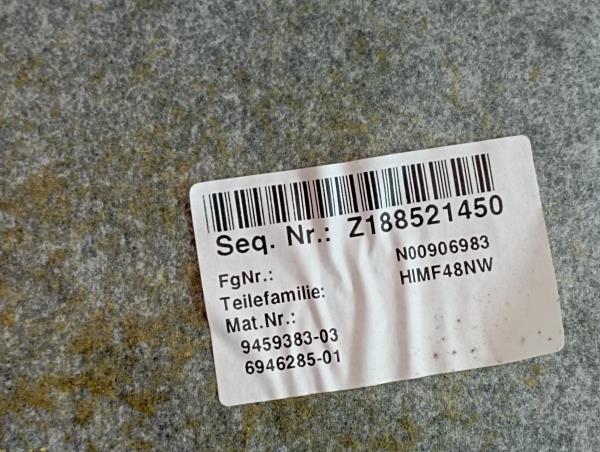 Seq. Nr.: Z188521450
FgNr.: N00906983
Teilefamilie: HIMF48NW
Mat.Nr.:
9459383-03
6946285-01